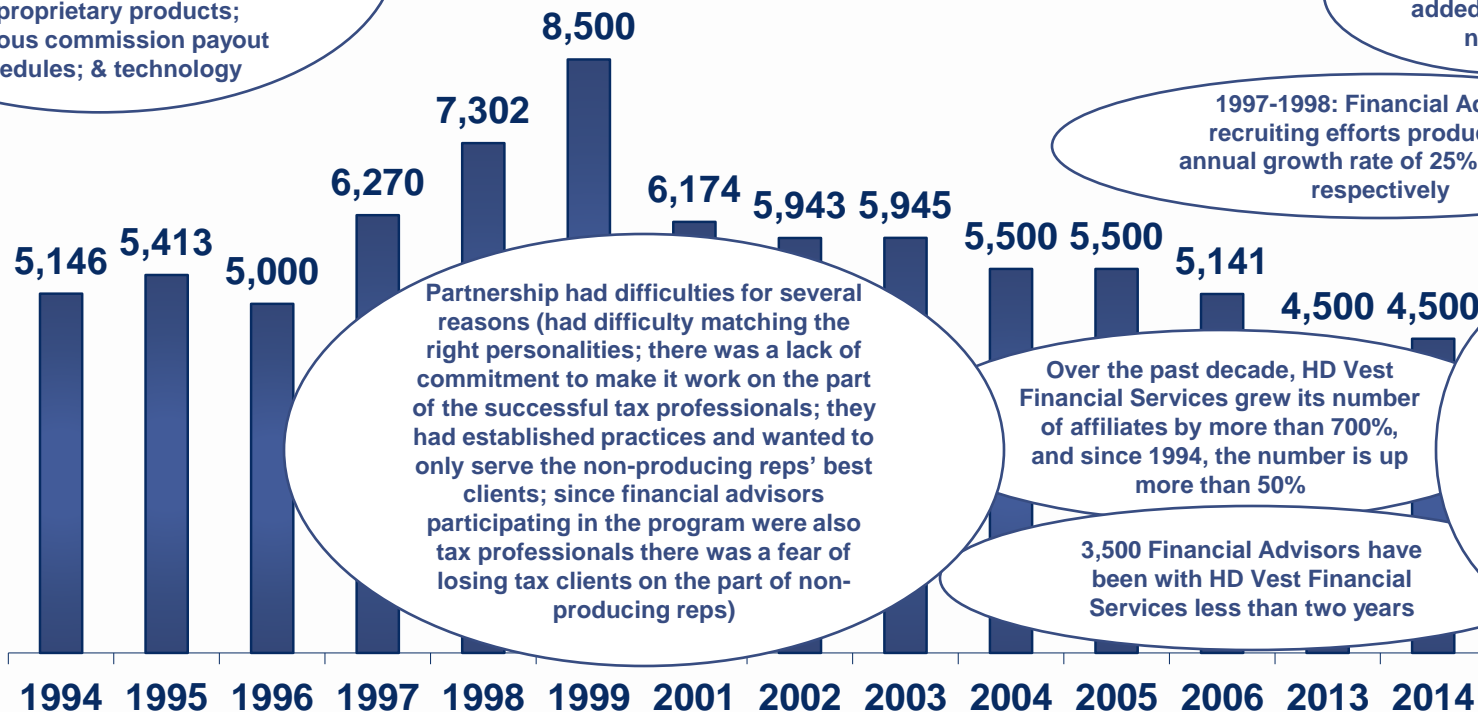 proprietary products;
commission payout
& technology
added
1997-1998: Financial
recruiting efforts
annual growth rate of 25%
respectively
8,500
7,302
6,270
6,174
5,943
5,945
5,146
5,413
5,000
5,500
5,500
5,141
4,500
4,500
Partnership had difficulties for several
reasons (had difficulty matching the
right personalities; there was a lack of
commitment to make it work on the part
of the successful tax professionals; they
had established practices and wanted to
only serve the non-producing reps’ best
clients; since financial advisors
participating in the program were also
tax professionals there was a fear of
losing tax clients on the part of non-
producing reps)
Over the past decade, HD Vest
Financial Services grew its number
of affiliates by more than 700%,
and since 1994, the number is up
more than 50%
3,500 Financial Advisors have
been with HD Vest Financial
Services less than two years
1994 1995 1996 1997 1998 1999 2001 2002 2003 2004 2005 2006 2013 2014